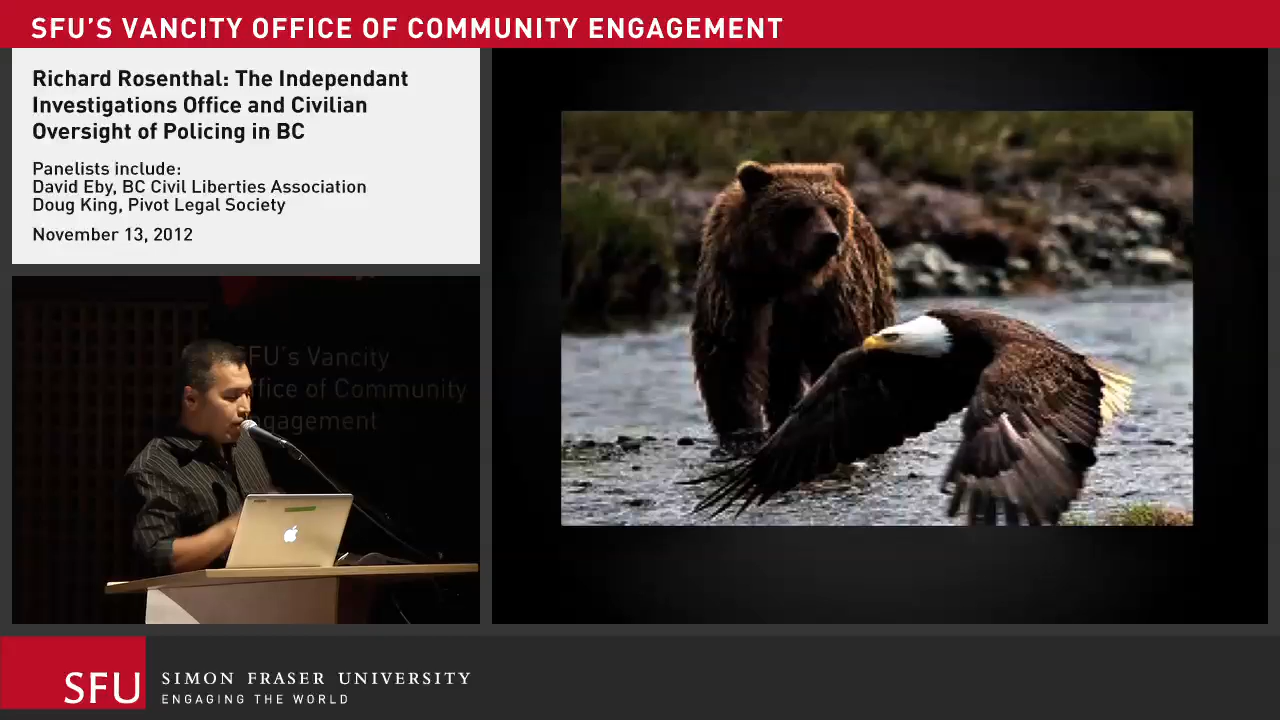 SFU'S VANCITY OFFICE OF COMMUNITY ENGAGEMENT
Richard Rosenthal: The Independant
Investigations Office and Civilian
Oversight of Policing in BC
Panelists include:
David Eby, BC Civil Liberties Association
Doug King, Pivot Legal Society
November 13, 2012
SFU's Vancity
ffice of Community
gagement
SFU
SIMON FRASER UNIVERSITY
ENGAGING THE WORLD